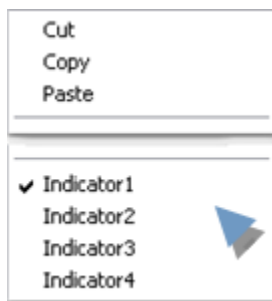 Cut
Copy
Paste
Indicator1
Indicator2
Indicator3
Indicator4